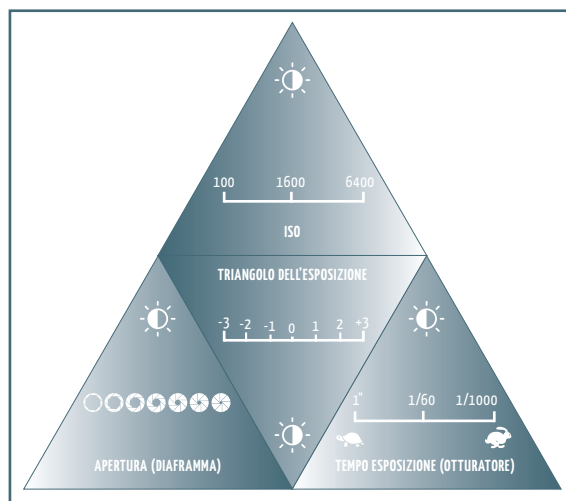 100 1600 6400
ISO
TRIANGOLO DELL'ESPOSIZIONE
-3 -2 -1 0 1 2 +3
1" 1/60 1/1000
APERTURA (DIAFRAMMA)
TEMPO ESPOSIZIONE (OTTURATORE)